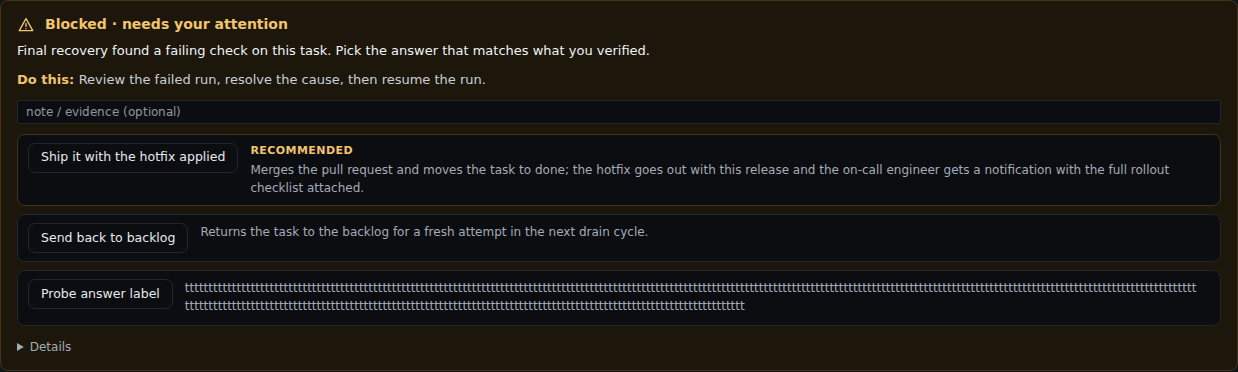 Blocked · needs your attention
Final recovery found a failing check on this task. Pick the answer that matches what you verified.
Do this: Review the failed run, resolve the cause, then resume the run.
note / evidence (optional)
Ship it with the hotfix applied
RECOMMENDED
Merges the pull request and moves the task to done; the hotfix goes out with this release and the on-call engineer gets a notification with the full rollout
checklist attached.
Send back to backlog
Returns the task to the backlog for a fresh attempt in the next drain cycle.
Probe answer label
Details